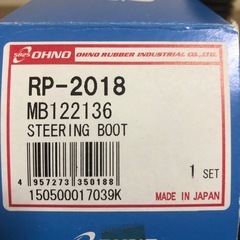 OHNO
OHNO RUBBER INDUSTRIAL CO.,LTD.
RP-2018
MB122136
STEERING BOOT
1 SET
4 957273 350188
MADE IN JAPAN
150500017039K